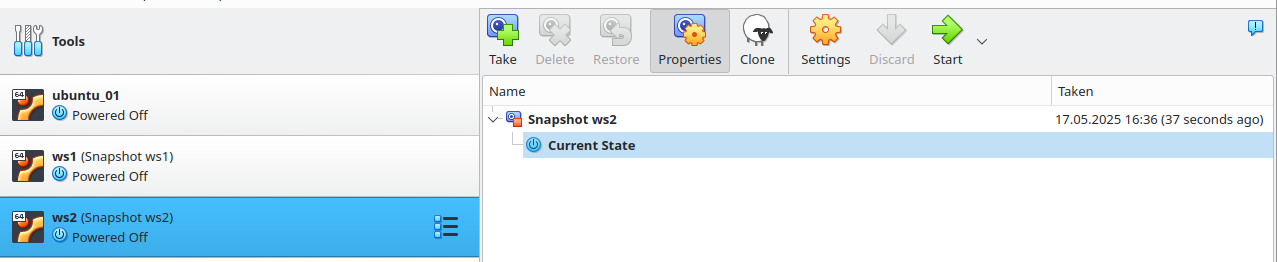 Tools
64
ubuntu_01
Powered Off
64
ws1 (Snapshot ws1)
Powered Off
64
ws2 (Snapshot ws2)
Powered Off
Take
Delete
Restore
Properties
Clone
Settings
Discard
Start
Name
Taken
Snapshot ws2
17.05.2025 16:36 (37 seconds ago)
Current State